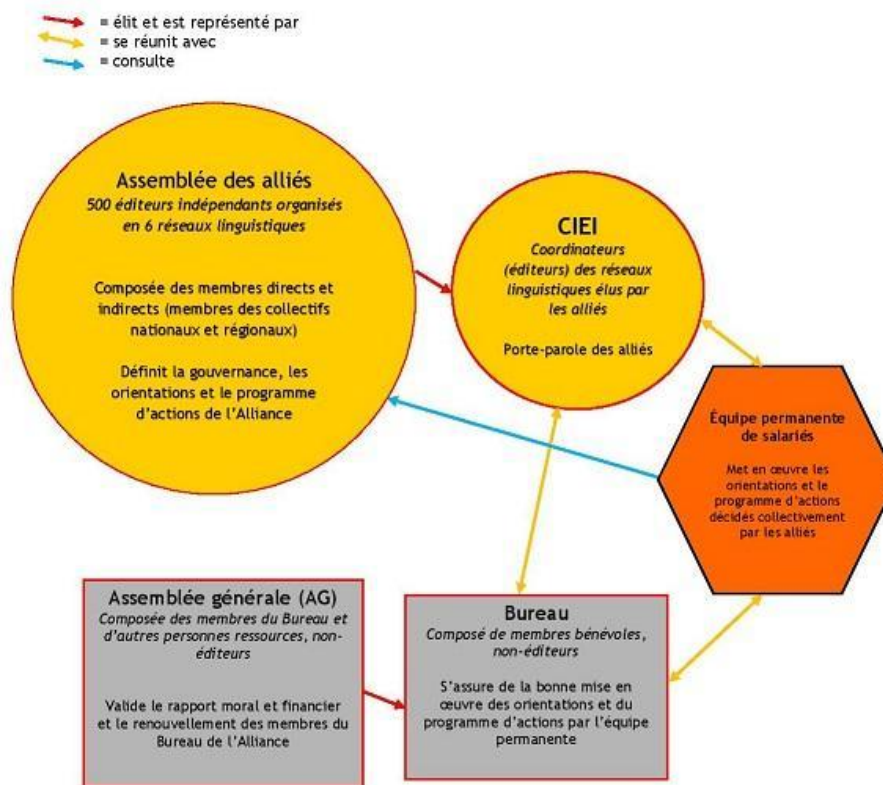 = élit et est représenté par
= se réunit avec
= consulte
Assemblée des alliés
500 éditeurs indépendants organisés
en 6 réseaux linguistiques
Composée des membres directs et
indirects (membres des collectifs
nationaux et régionaux)
Définit la gouvernance, les
orientations et le programme
d'actions de l'Alliance
CIEI
Coordinateurs
(éditeurs) des réseaux
linguistiques élus par
les alliés
Porte-parole des alliés
Équipe permanente
de salariés
Met en œuvre les
orientations et le
programme d'actions
décidés collectivement
par les alliés
Assemblée générale (AG)
Composée des membres du Bureau et
d'autres personnes ressources, non-
éditeurs
Valide le rapport moral et financier
et le renouvellement des membres du
Bureau de l'Alliance
Bureau
Composé de membres bénévoles,
non-éditeurs
S'assure de la bonne mise en
œuvre des orientations et du
programme d'actions par l'équipe
permanente